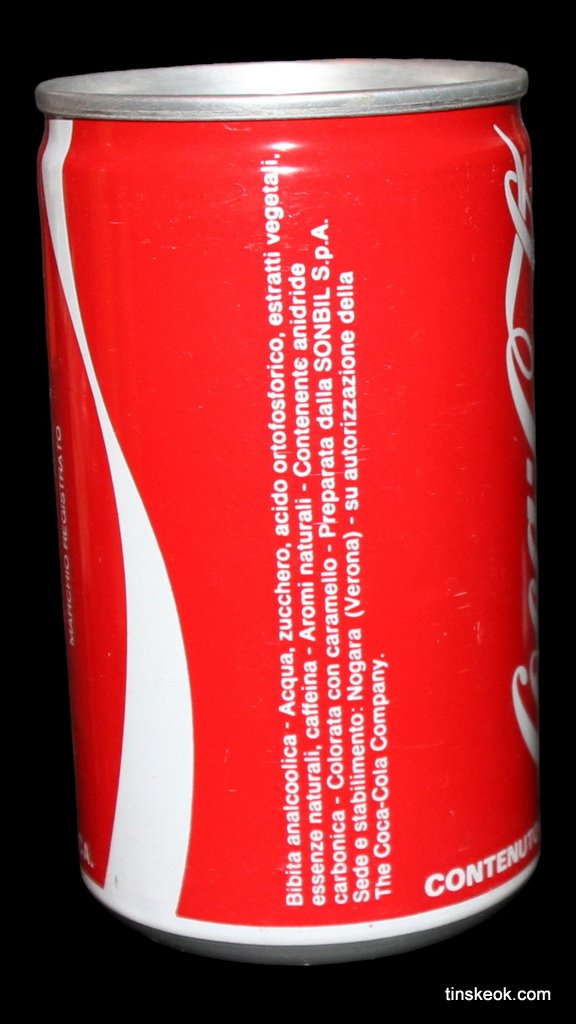 Bibita analcoolica - Acqua, zucchero, acido ortofosforico, estratti vegetali,
essenze naturali, caffeina - Aromi naturali - Contenente anidride
carbonica - Colorata con caramello - Preparata dalla SONBIL S.p.A.
Sede e stabilimento: Nogara (Verona) - su autorizzazione della
The Coca-Cola Company.
MARCHIO REGISTRATO
CONTENUTO
tinskeok.com